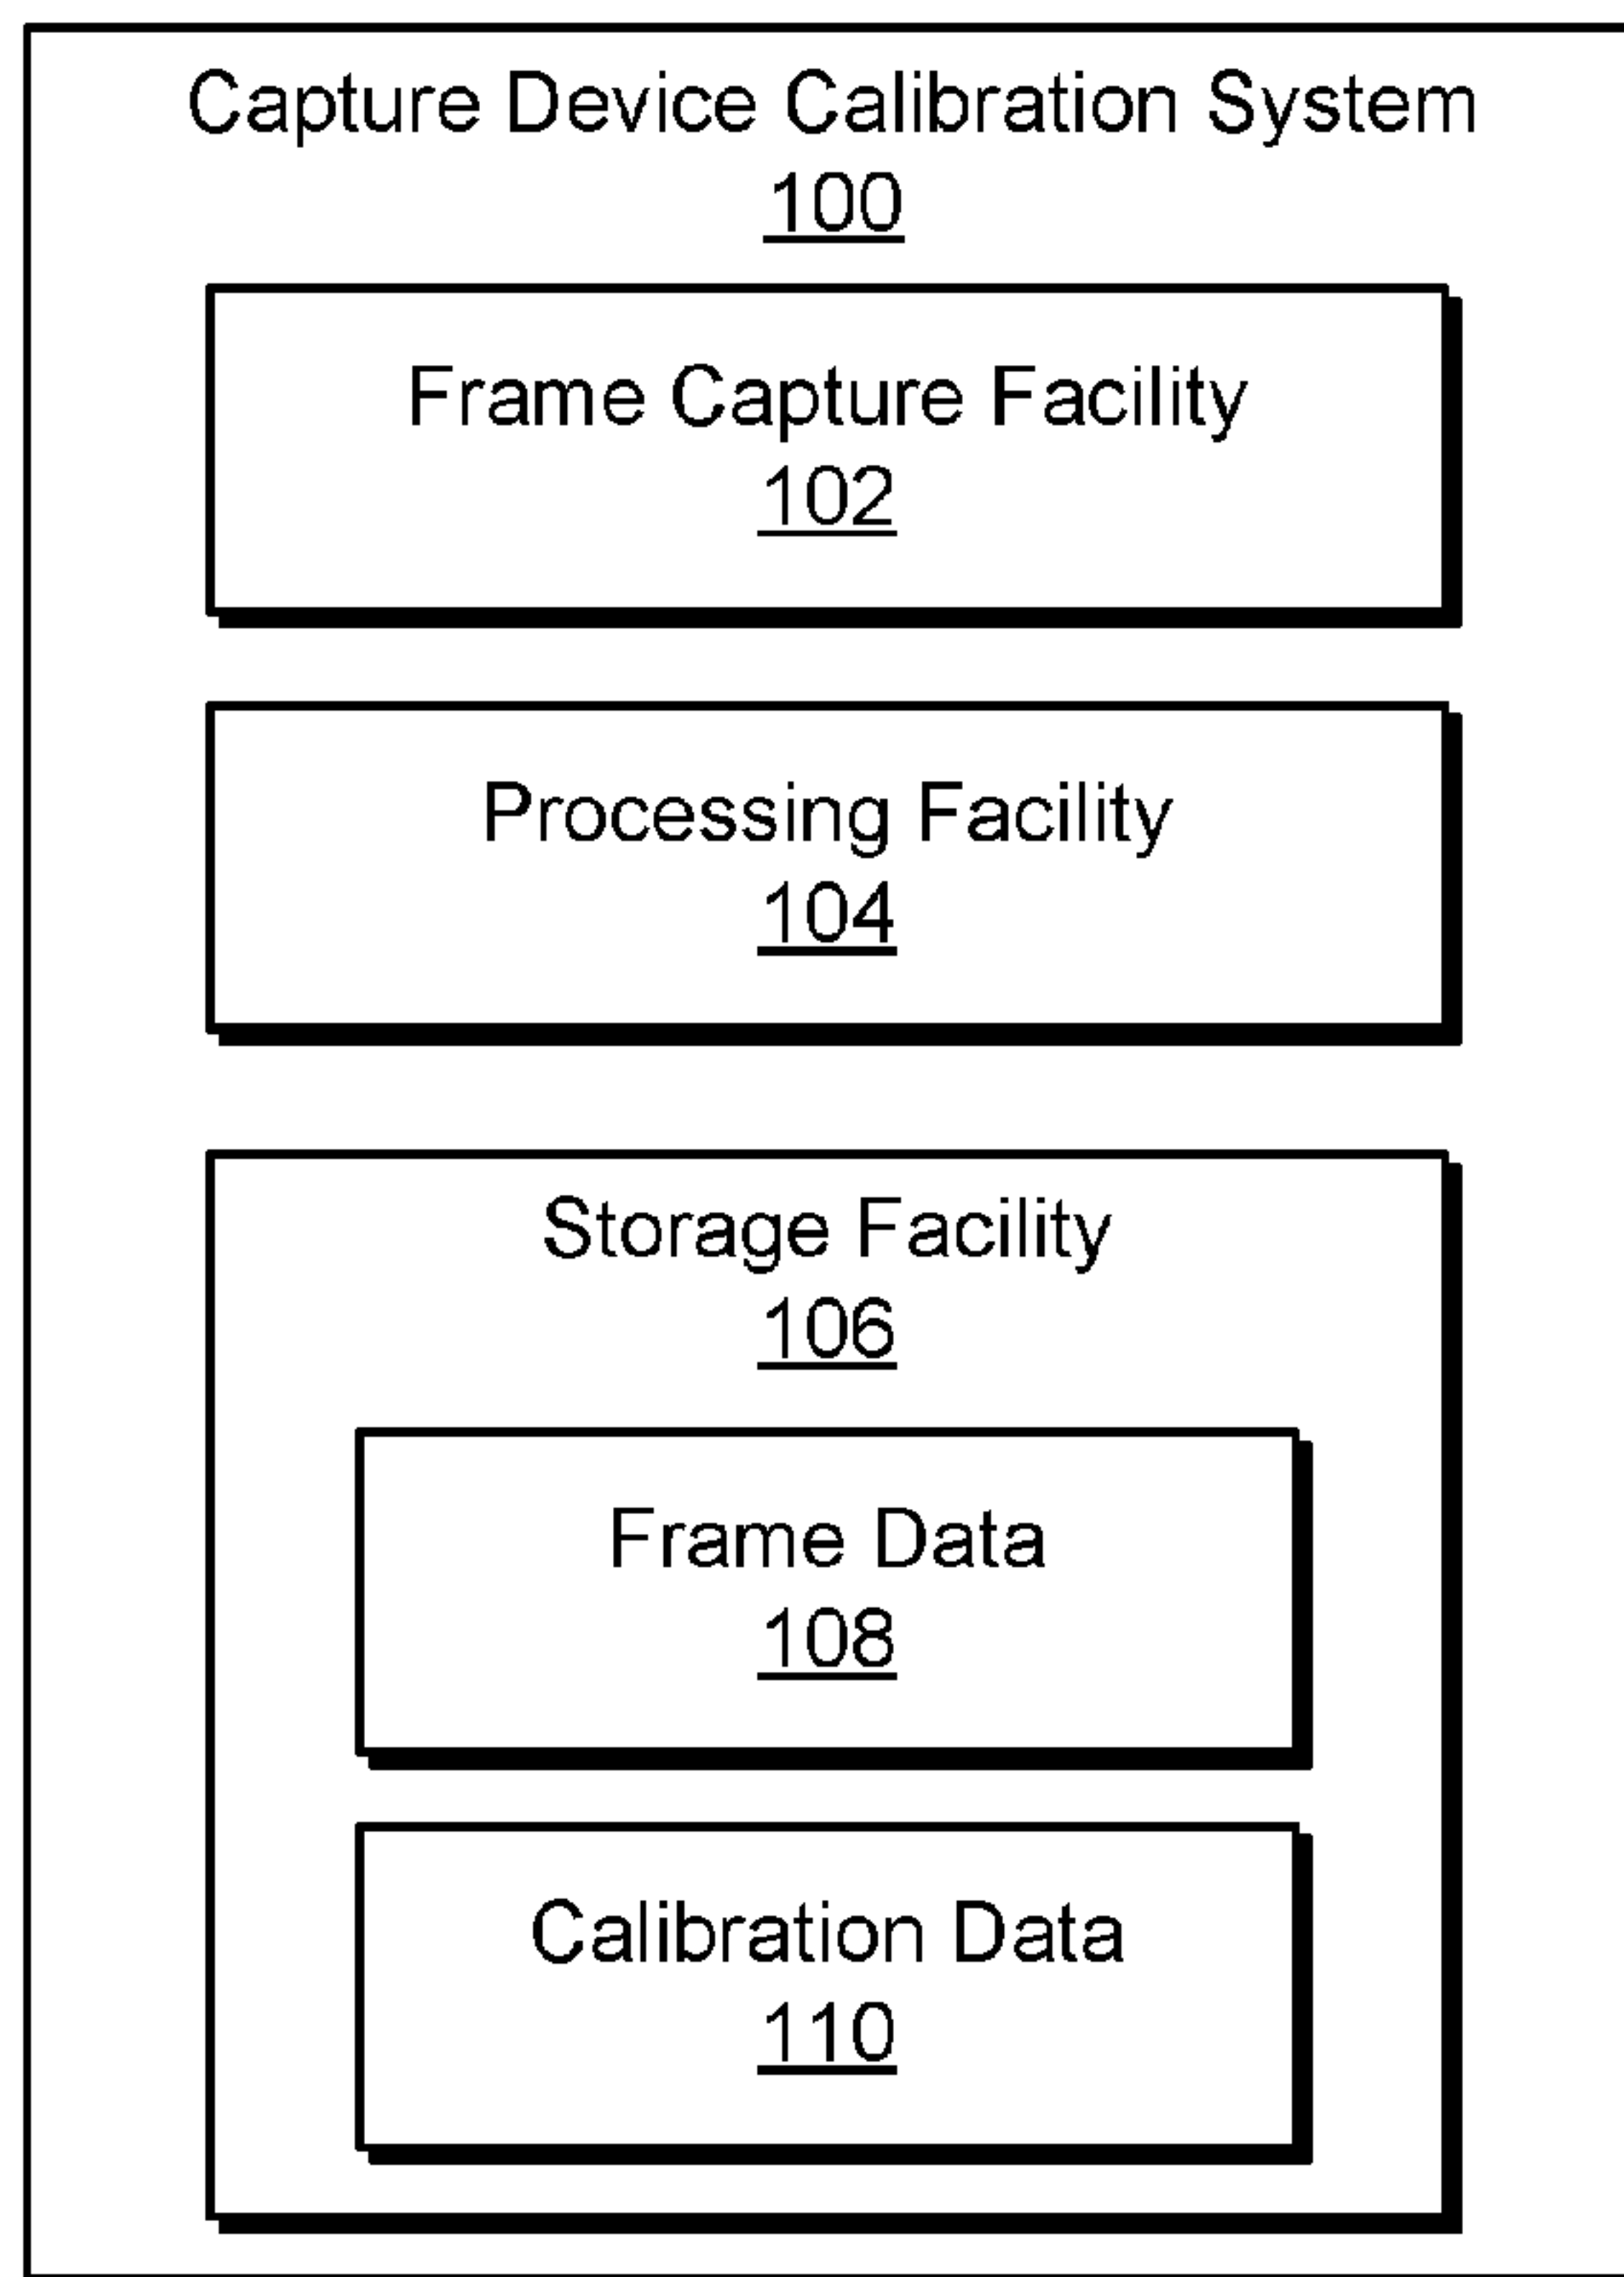 Capture Device Calibration System
100
Frame Capture Facility
102
Processing Facility
104
Storage Facility
106
Frame Data
108
Calibration Data
110